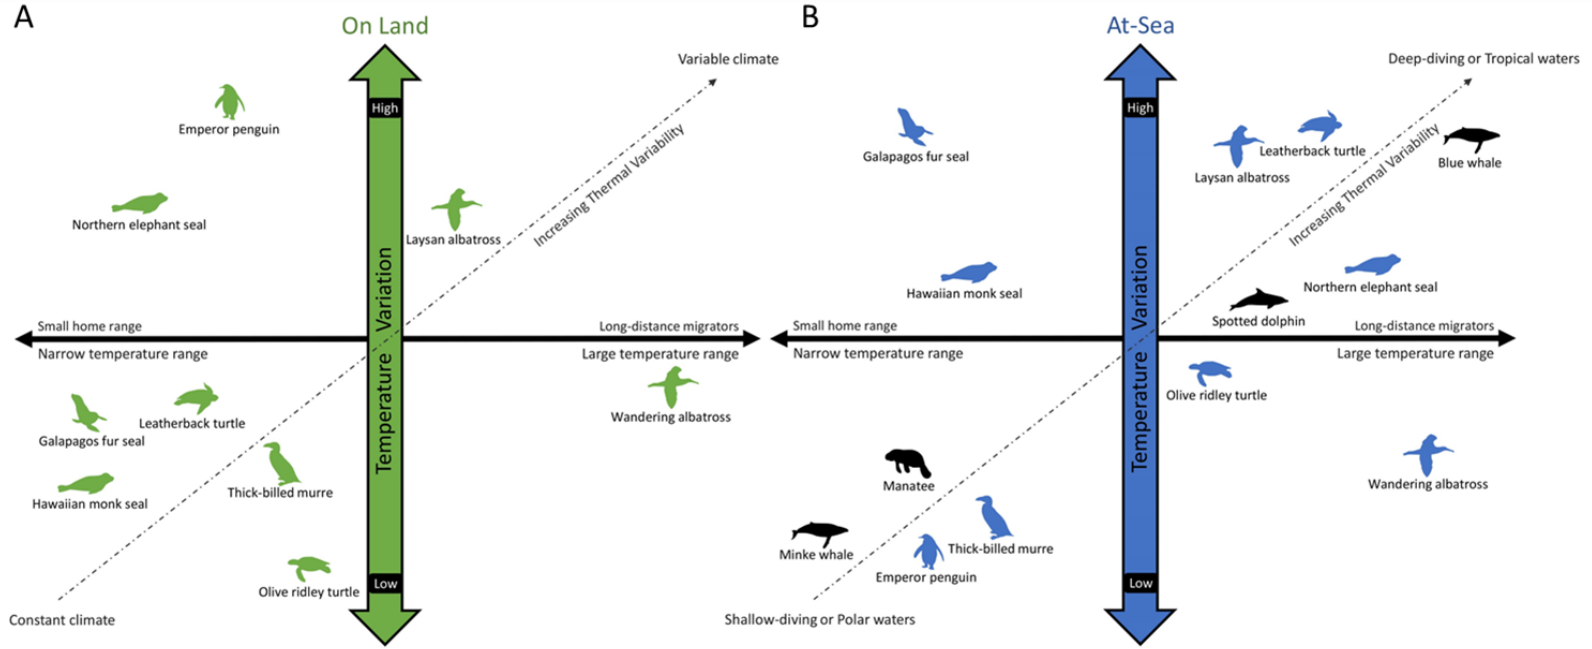 A
On Land
Variable climate
High
Emperor penguin
Increasing Thermal Variability
Northern elephant seal
Laysan albatross
Temperature Variation
Small home range
Long-distance migrators
Narrow temperature range
Large temperature range
Wandering albatross
Leatherback turtle
Galapagos fur seal
Thick-billed murre
Hawaiian monk seal
Low
Olive ridley turtle
Constant climate
B
At-Sea
Deep-diving or Tropical waters
High
Galapagos fur seal
Leatherback turtle
Laysan albatross
Blue whale
Increasing Thermal Variability
Hawaiian monk seal
Northern elephant seal
Spotted dolphin
Temperature Variation
Small home range
Long-distance migrators
Narrow temperature range
Large temperature range
Olive ridley turtle
Manatee
Wandering albatross
Minke whale
Thick-billed murre
Emperor penguin
Low
Shallow-diving or Polar waters